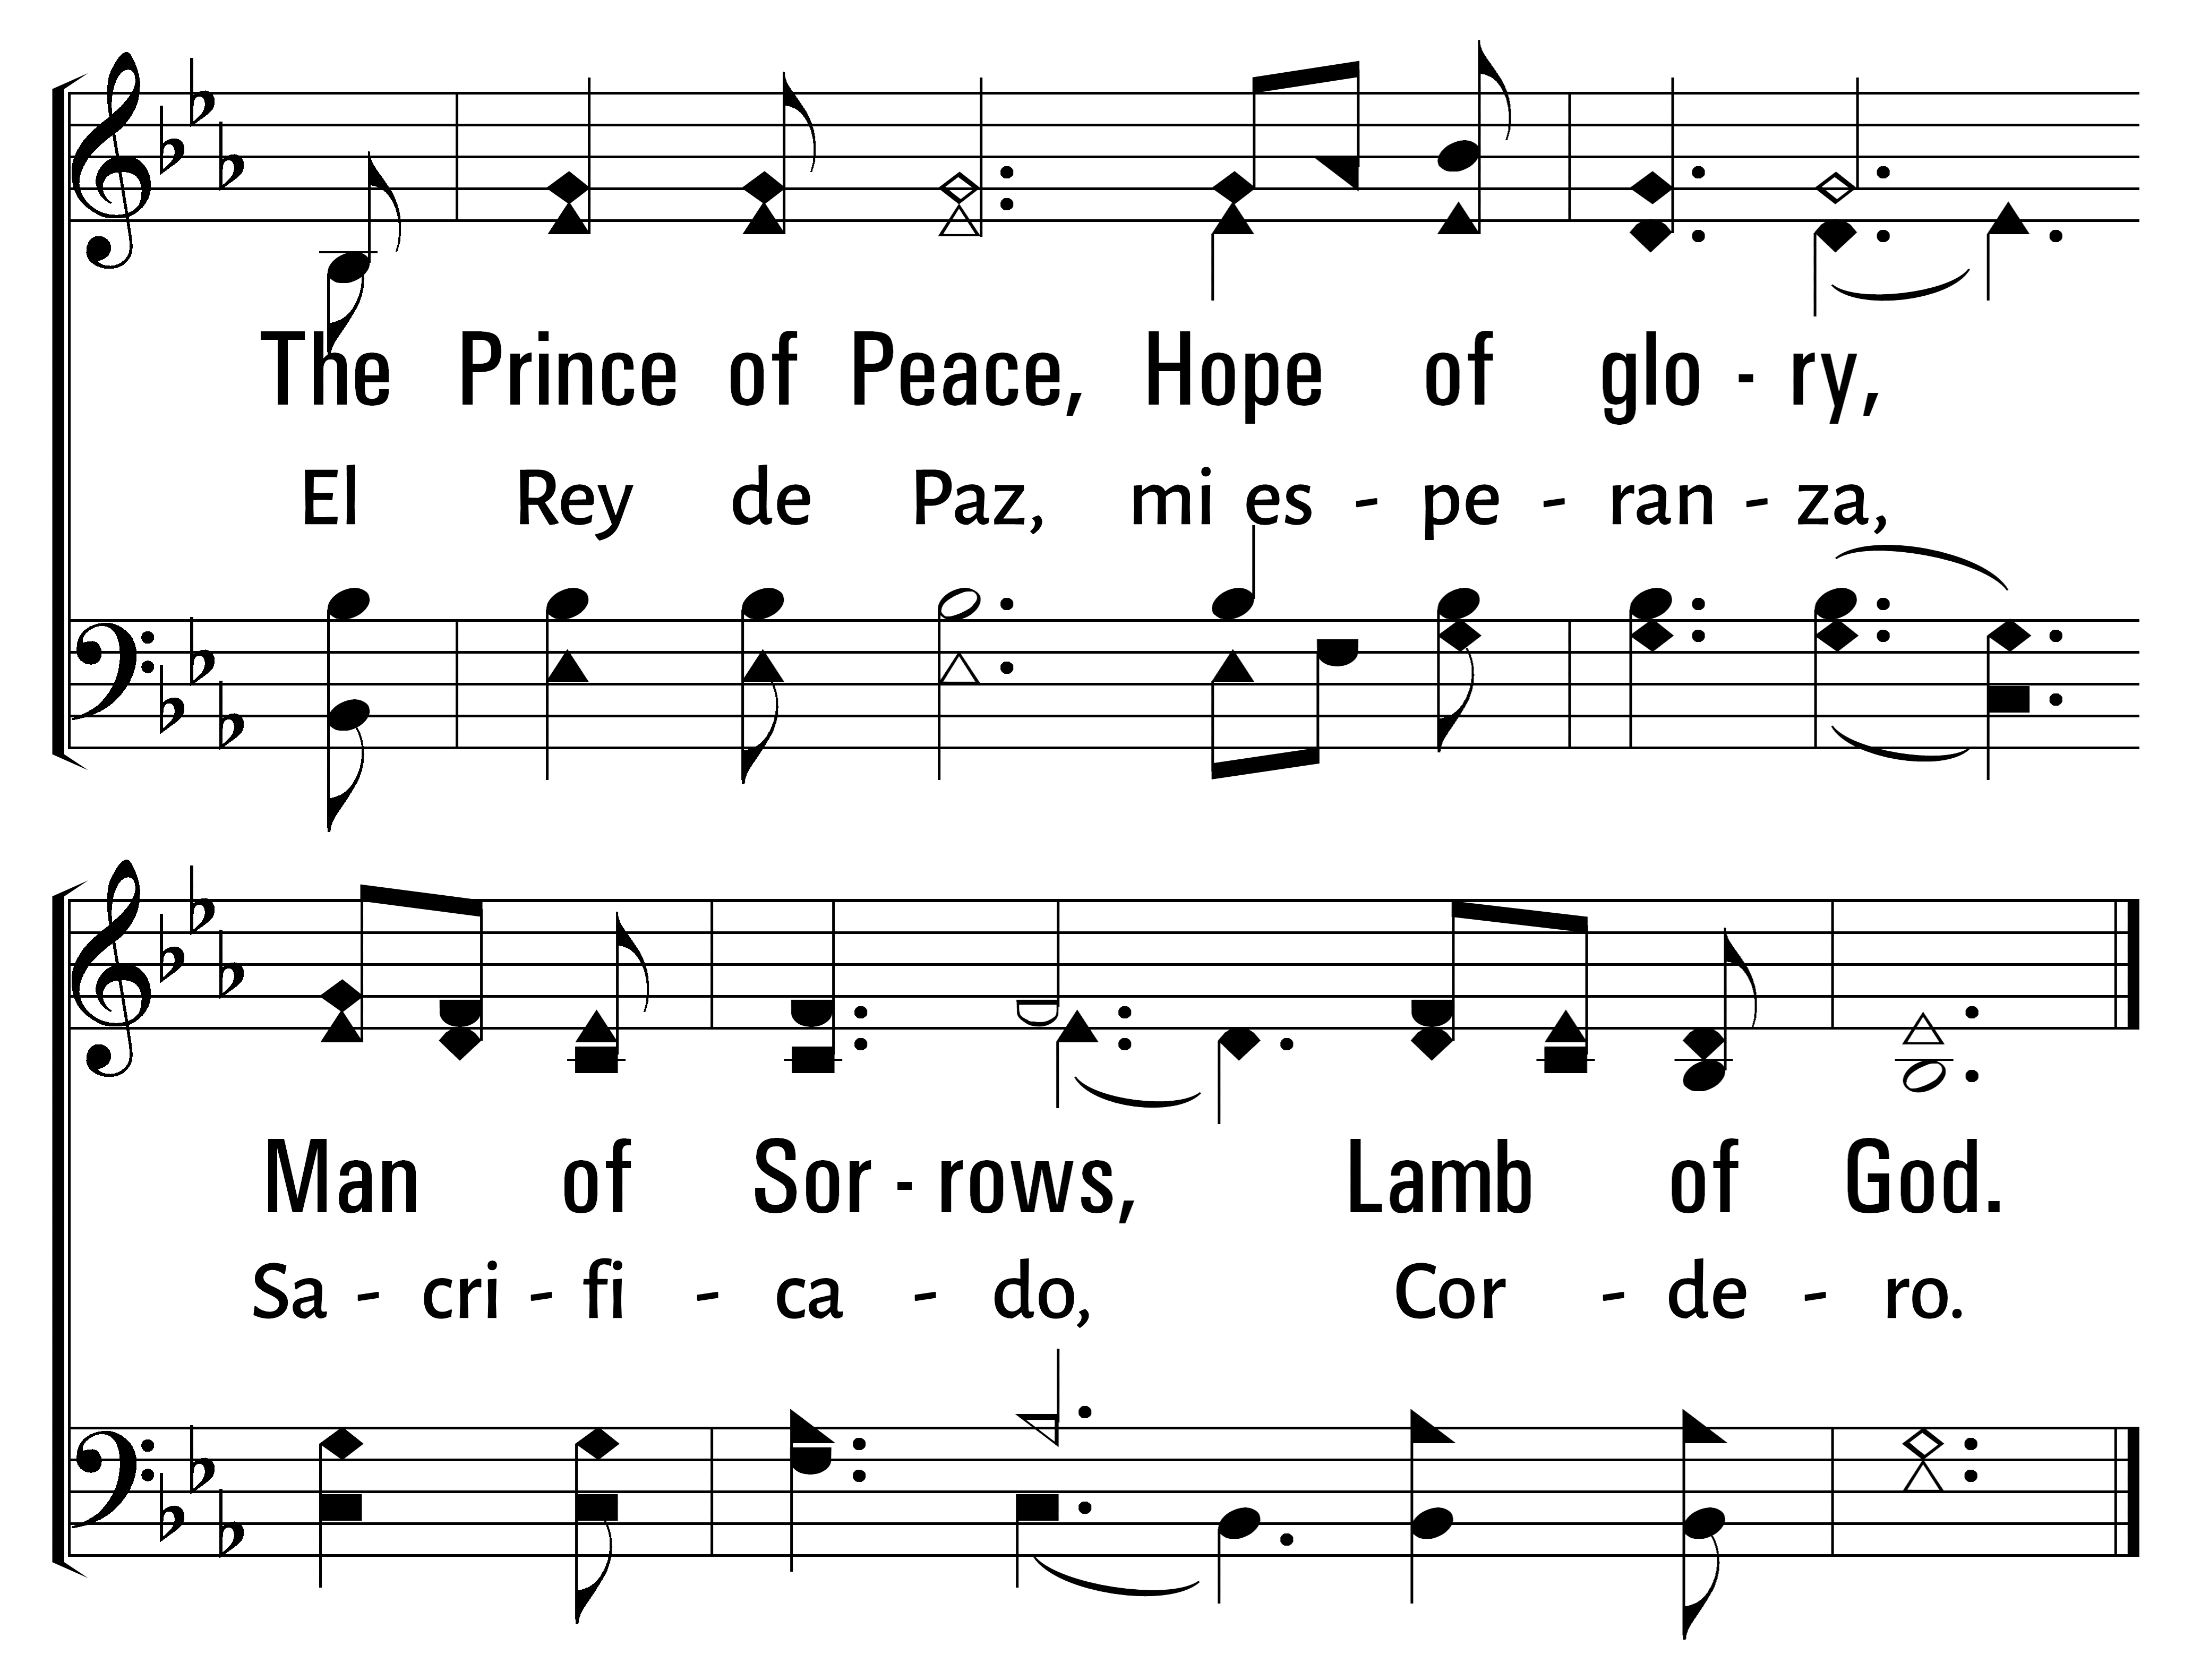 The Prince of Peace, Hope of glo - ry,
El Rey de Paz, mi es - pe - ran - za,
Man of Sor - rows, Lamb of God.
Sa - cri - fi - ca - do, Cor - de - ro.